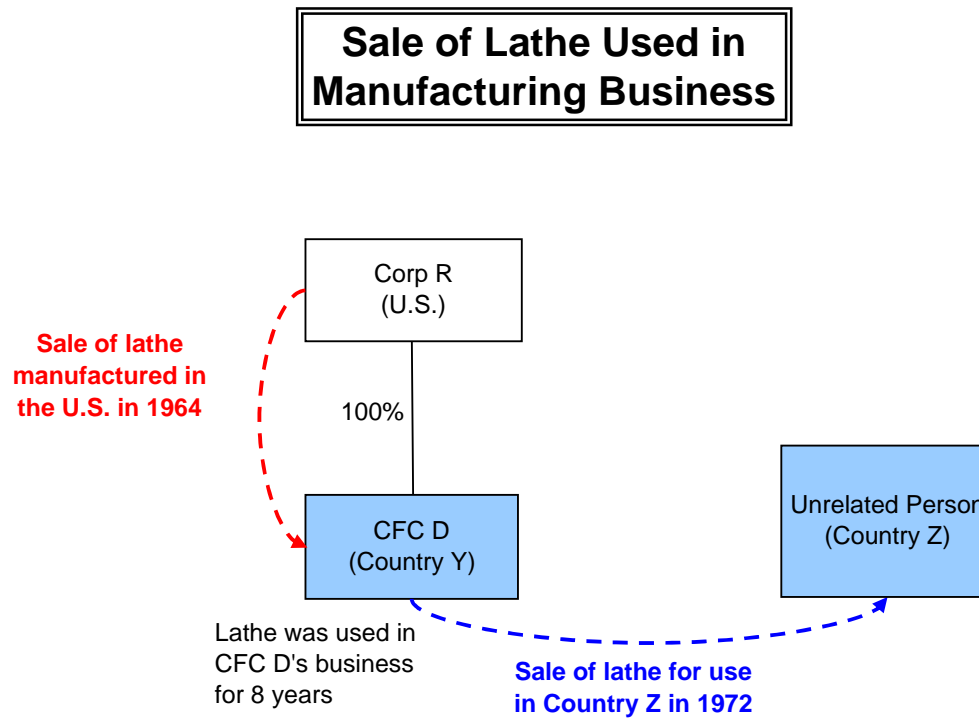 Sale of Lathe Used in
Manufacturing Business
Corp R
(U.S.)
Sale of lathe
manufactured in
the U.S. in 1964
100%
CFC D
(Country Y)
Unrelated Person
(Country Z)
Lathe was used in
CFC D's business
for 8 years
Sale of lathe for use
in Country Z in 1972